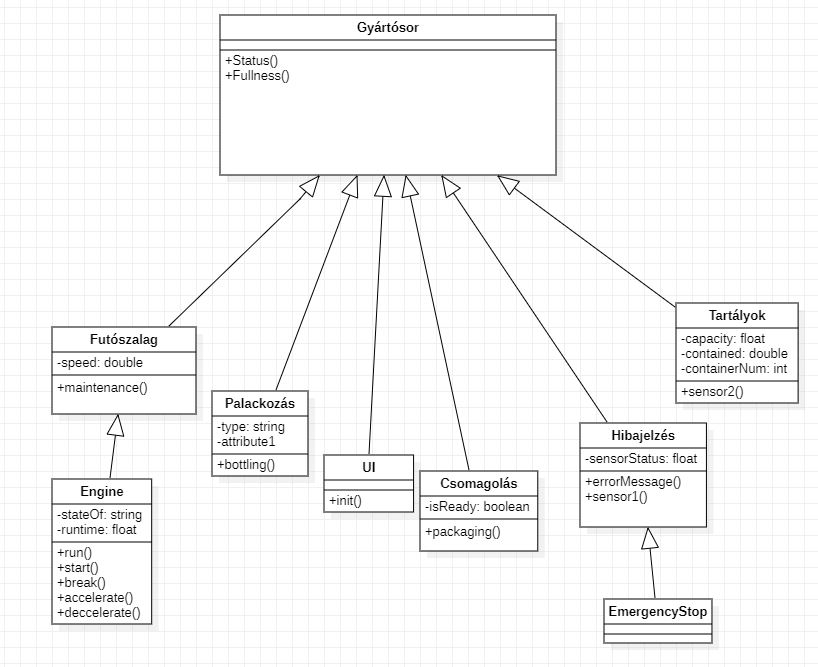 Gyártósor
+Status()
+Fullness()
Futószalag
-speed: double
+maintenance()
Engine
-stateOf: string
-runtime: float
+run()
+start()
+break()
+accelerate()
+deccelerate()
Palackozás
-type: string
-attribute1
+bottling()
UI
+init()
Csomagolás
-isReady: boolean
+packaging()
Hibajelzés
-sensorStatus: float
+errorMessage()
+sensor1()
EmergencyStop
Tartályok
-capacity: float
-contained: double
-containerNum: int
+sensor2()